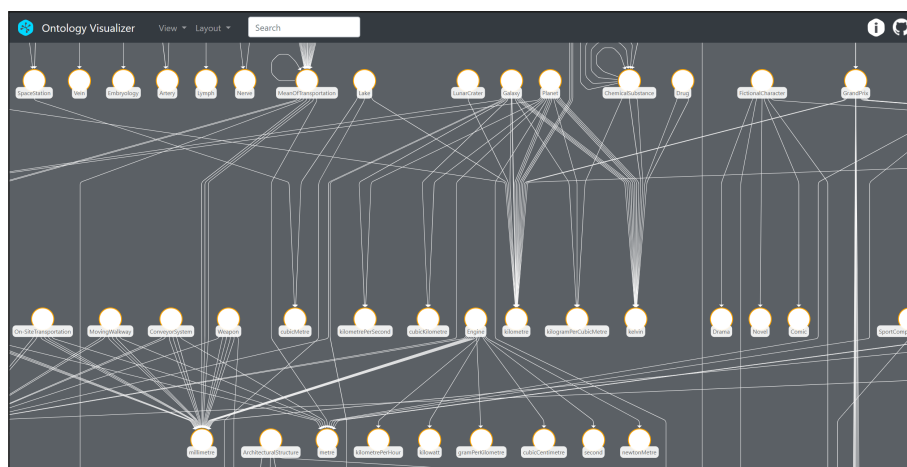 Ontology Visualizer View Layout Search
SpaceStation Vein Embryology Artery Lymph Nerve MeanOfTransportation Lake LunarCrater Galaxy Planet ChemicalSubstance Drug FictionalCharacter GrandPrix
On-SiteTransportation MovingWalkway ConveyorSystem Weapon cubicMetre kilometrePerSecond cubicKilometre Engine kilometre kilogramPerCubicMetre kelvin Drama Novel Comic SportComp
millimetre ArchitecturalStructure metre kilometrePerHour kilowatt gramPerKilometre cubicCentimetre second newtonMetre